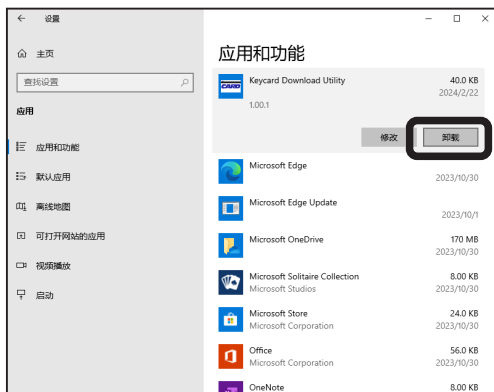 设置
主页
查找设置
应用
应用和功能
默认应用
离线地图
可打开网站的应用
视频播放
启动
应用和功能
CARD
Keycard Download Utility
40.0 KB
2024/2/22
1.00.1
修改
卸载
Microsoft Edge
2023/10/30
Microsoft Edge Update
2023/10/1
Microsoft OneDrive
170 MB
2023/10/30
Microsoft Solitaire Collection
8.00 KB
Microsoft Studios
2023/10/30
Microsoft Store
24.0 KB
Microsoft Corporation
2023/10/30
Office
56.0 KB
Microsoft Corporation
2023/10/30
OneNote
8.00 KB